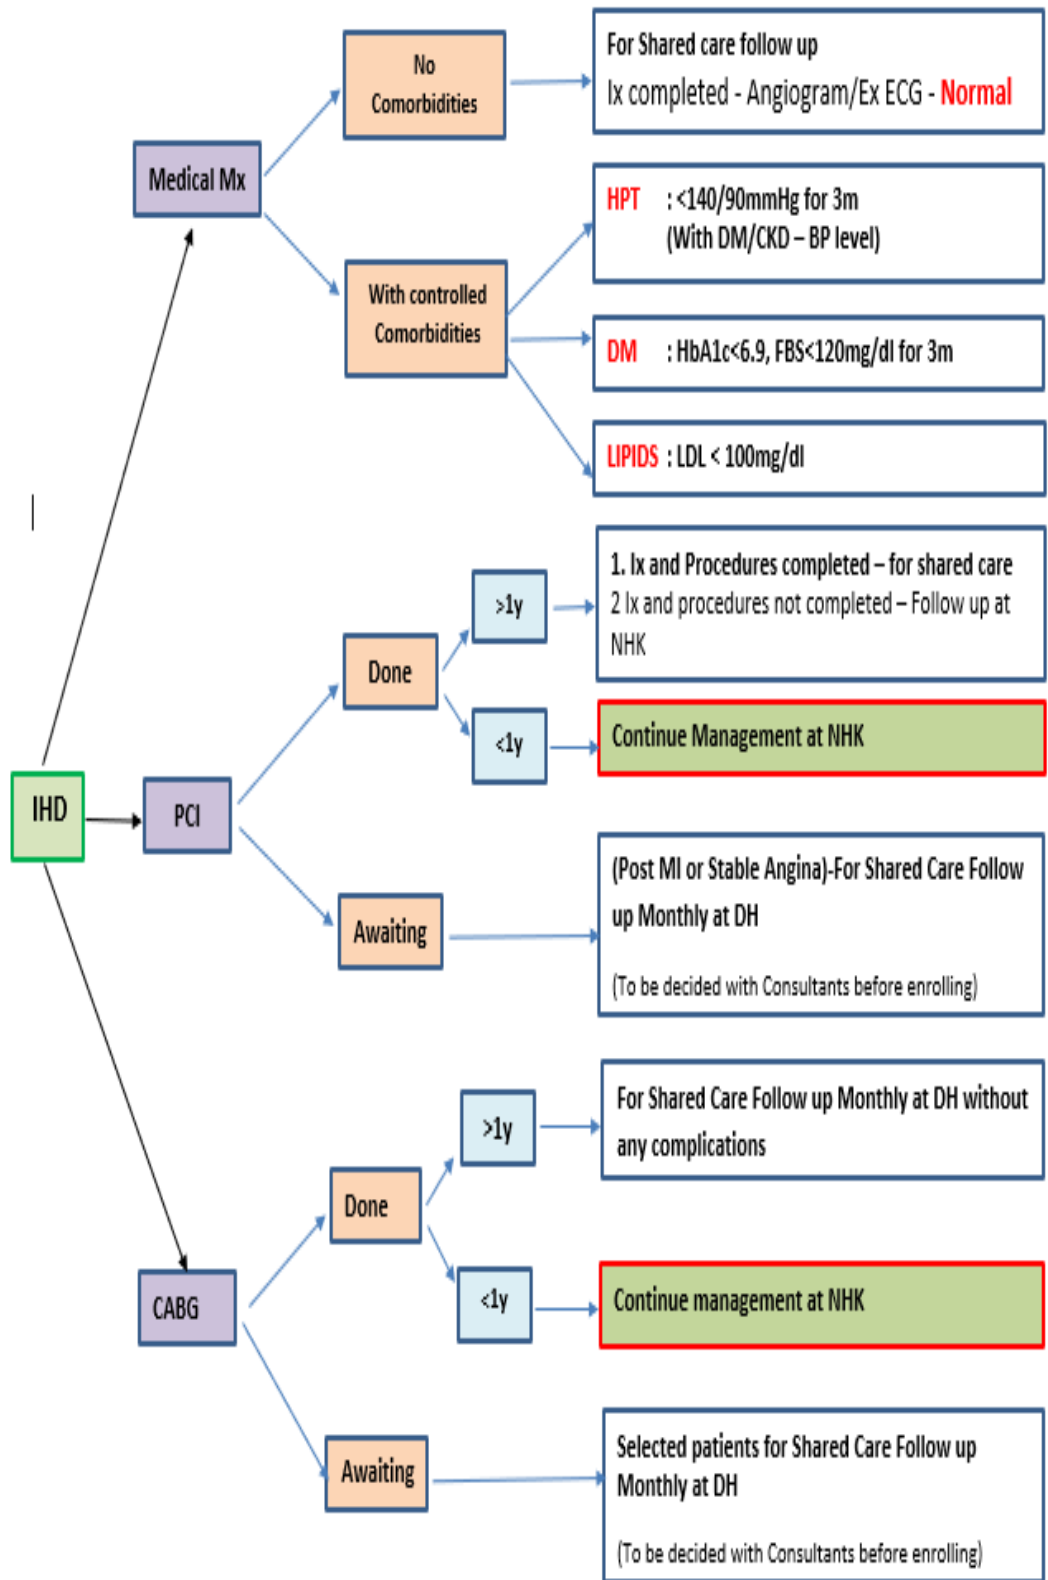 No
Comorbidities
For Shared care follow up
Ix completed - Angiogram/Ex ECG - Normal
Medical Mx
HPT : <140/90mmHg for 3m
(With DM/CKD – BP level)
With controlled
Comorbidities
DM : HbA1c<6.9, FBS<120mg/dl for 3m
LIPIDS : LDL < 100mg/dl
1. Ix and Procedures completed – for shared care
2 Ix and procedures not completed – Follow up at
NHK
>1y
Done
<1y
Continue Management at NHK
IHD
PCI
(Post MI or Stable Angina)-For Shared Care Follow
up Monthly at DH
(To be decided with Consultants before enrolling)
Awaiting
For Shared Care Follow up Monthly at DH without
any complications
>1y
Done
<1y
Continue management at NHK
CABG
Selected patients for Shared Care Follow up
Monthly at DH
(To be decided with Consultants before enrolling)
Awaiting